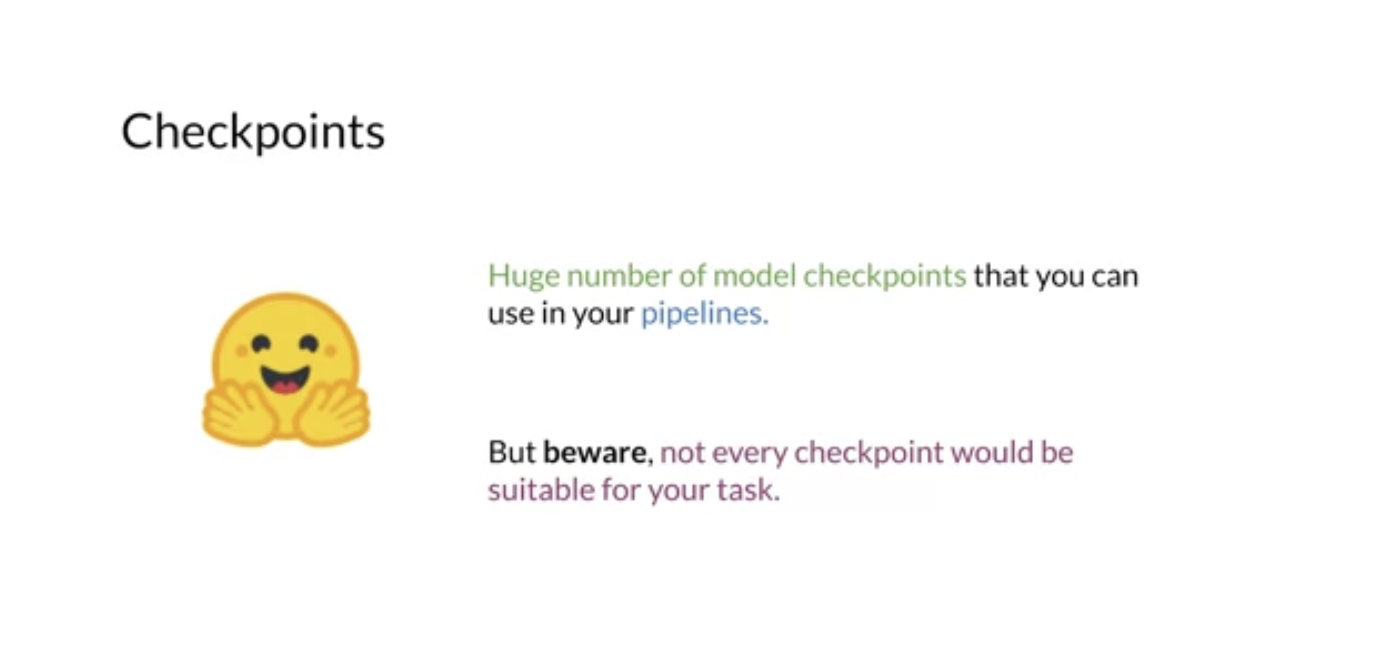 Checkpoints
Huge number of model checkpoints that you can
use in your pipelines.
But beware, not every checkpoint would be
suitable for your task.